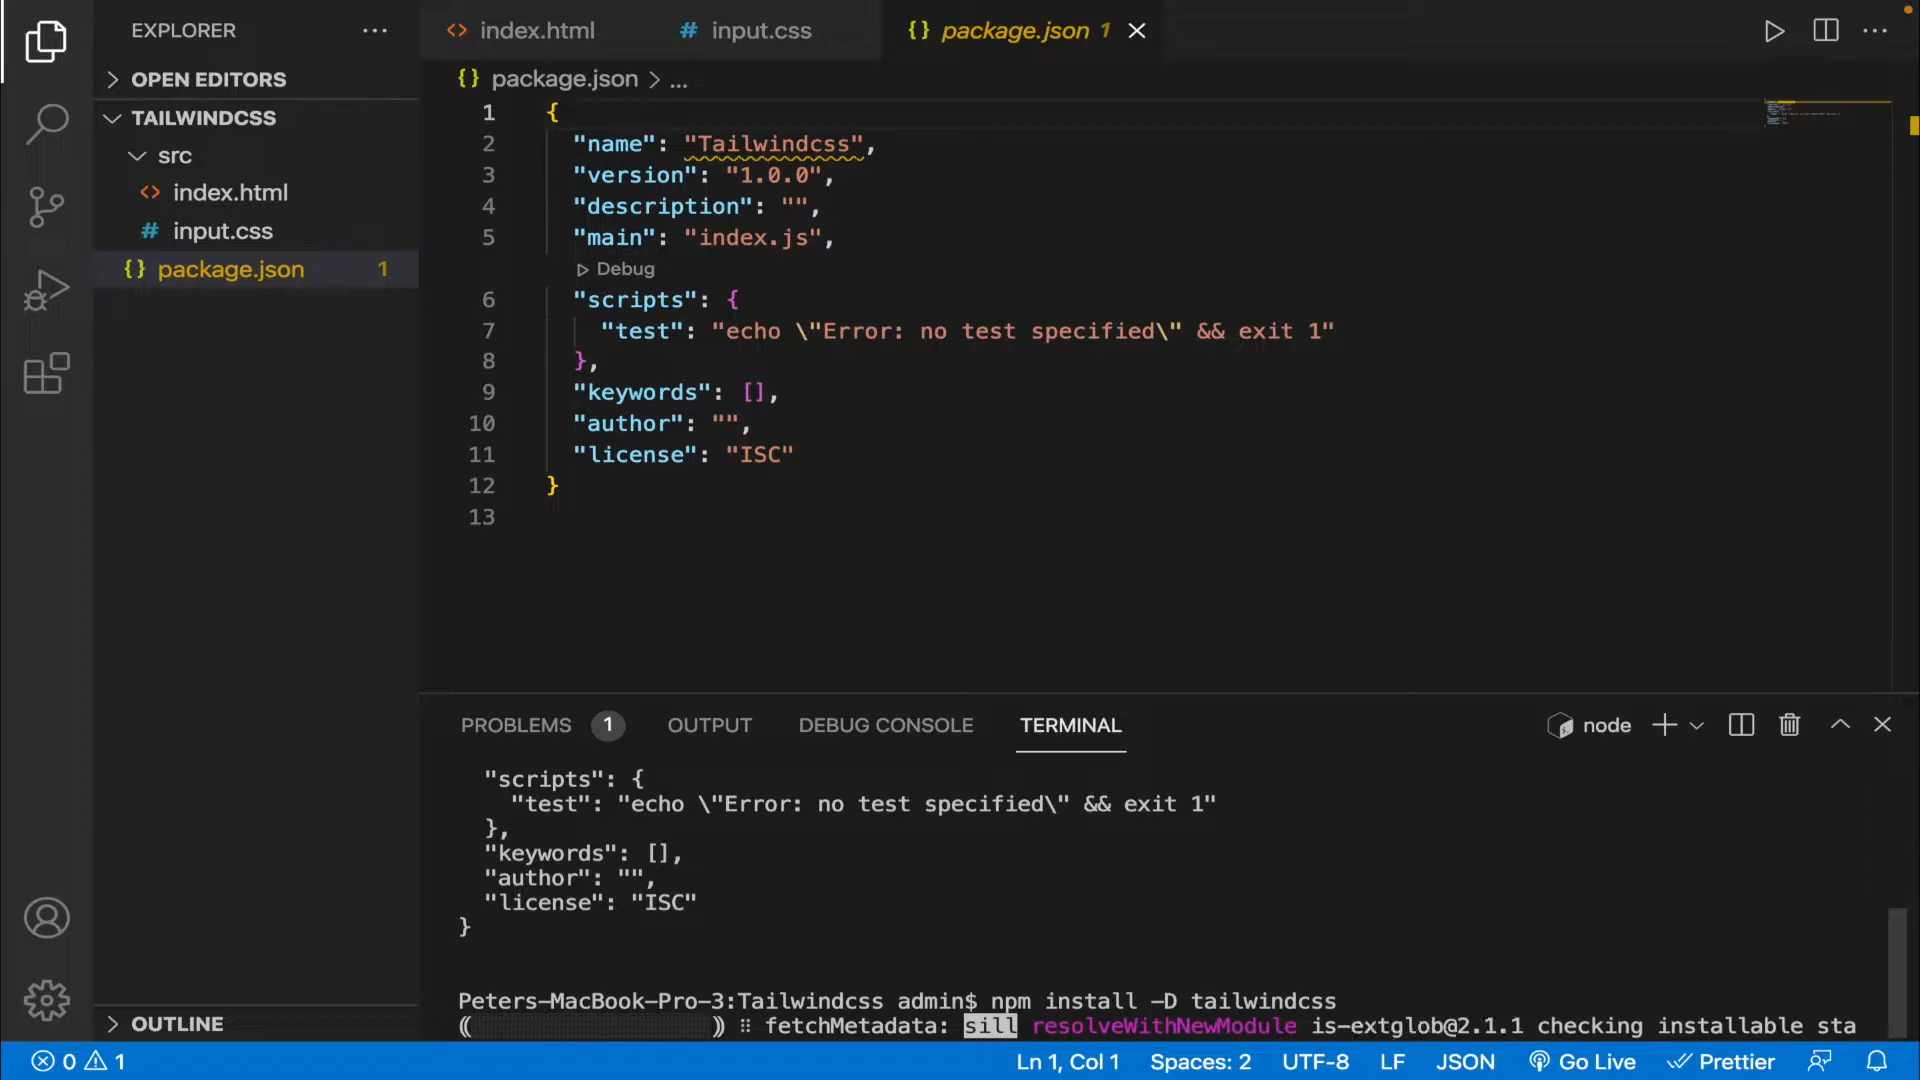 EXPLORER
OPEN EDITORS
TAILWINDCSS
src
index.html
input.css
package.json 1
OUTLINE
index.html
input.css
package.json 1
package.json > ...
1 {
2 "name": "Tailwindcss",
3 "version": "1.0.0",
4 "description": "",
5 "main": "index.js",
Debug
6 "scripts": {
7 "test": "echo \"Error: no test specified\" && exit 1"
8 },
9 "keywords": [],
10 "author": "",
11 "license": "ISC"
12 }
13
PROBLEMS 1 OUTPUT DEBUG CONSOLE TERMINAL node
"scripts": {
"test": "echo \"Error: no test specified\" && exit 1"
},
"keywords": [],
"author": "",
"license": "ISC"
}
Peters-MacBook-Pro-3:Tailwindcss admin$ npm install -D tailwindcss
(░░░░░░░░░░░░░░░░░░) ⠿ fetchMetadata: sill resolveWithNewModule is-extglob@2.1.1 checking installable sta
0 1 Ln 1, Col 1 Spaces: 2 UTF-8 LF JSON Go Live Prettier